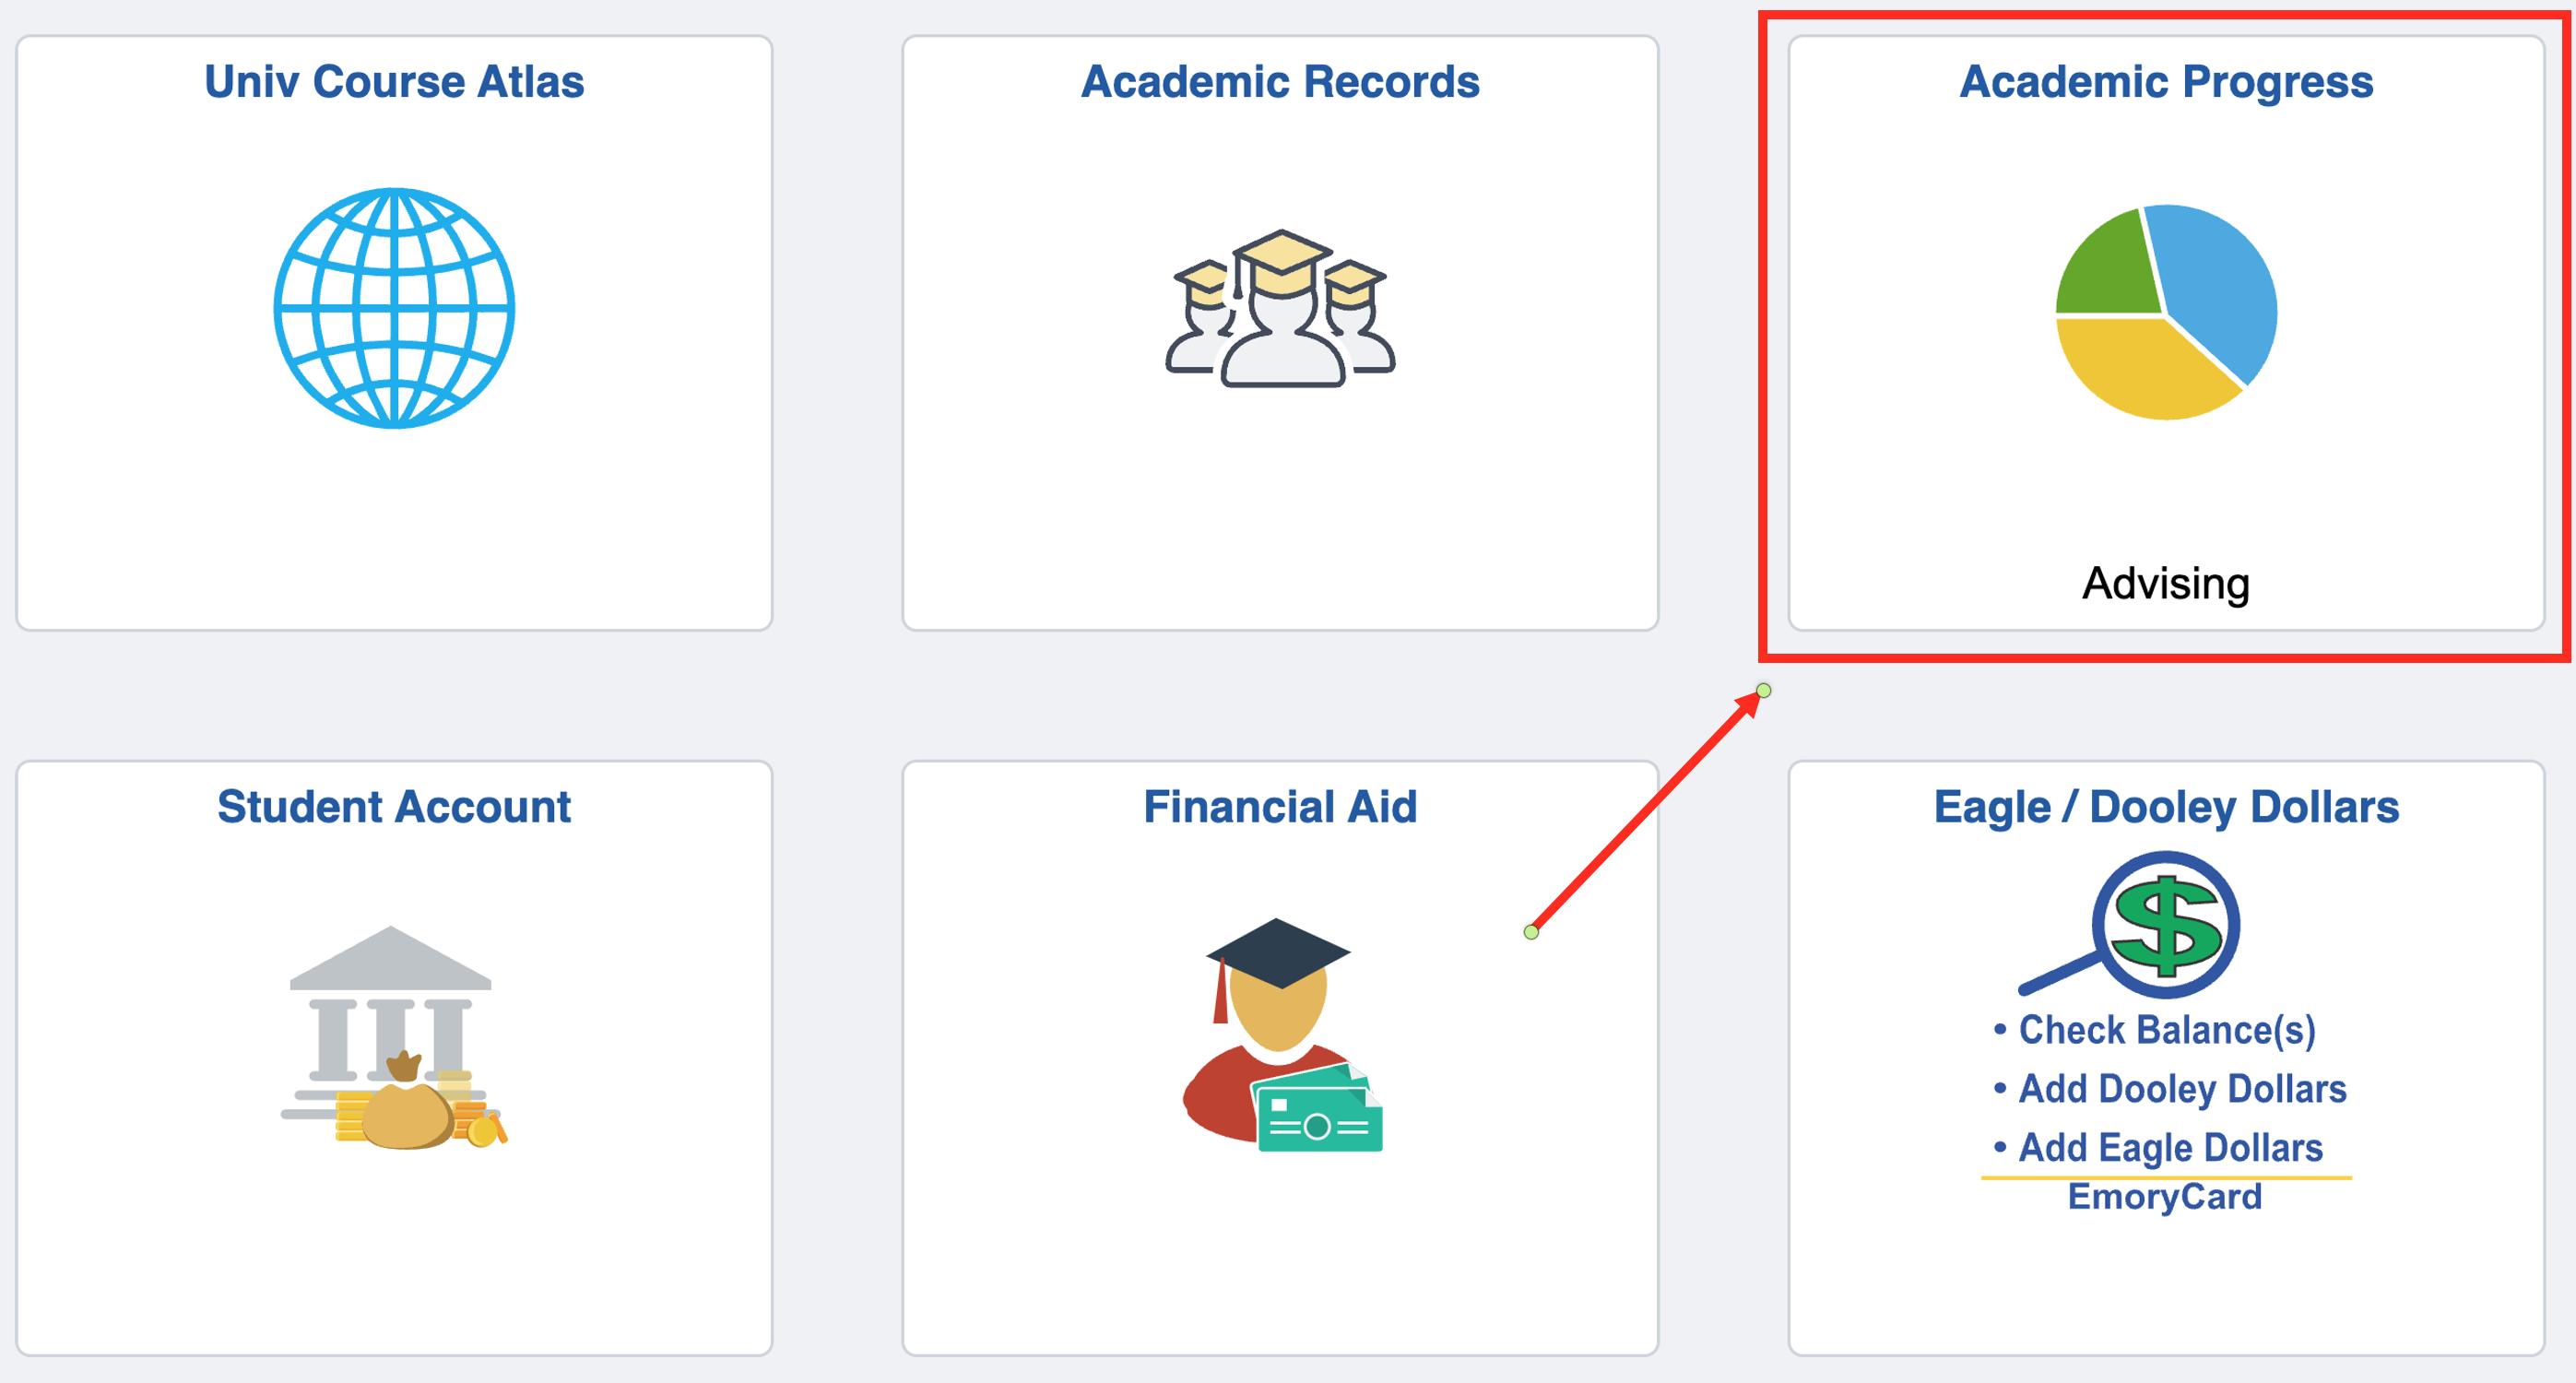 Univ Course Atlas
Academic Records
Academic Progress
Advising
Student Account
Financial Aid
Eagle / Dooley Dollars
$
• Check Balance(s)
• Add Dooley Dollars
• Add Eagle Dollars
EmoryCard